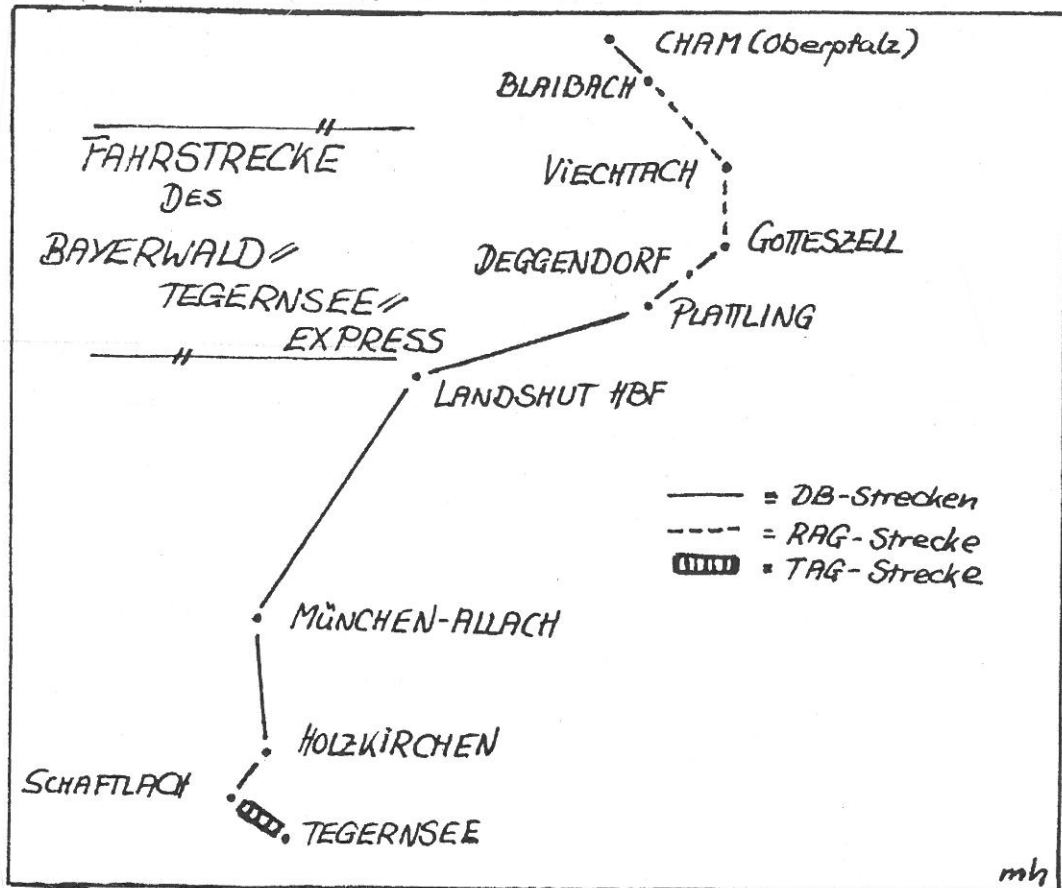 CHAM (Oberpfalz)
BLAIBACH
FAHRSTRECKE
DES
BAYERWALD
TEGERNSEE
EXPRESS
VIECHTACH
GOTTESZELL
DEGGENDORF
PLATTLING
LANDSHUT HBF
= DB-Strecken
= RAG-Strecke
= TAG-Strecke
MÜNCHEN-ALLACH
HOLZKIRCHEN
SCHAFTLACH
TEGERNSEE
mh